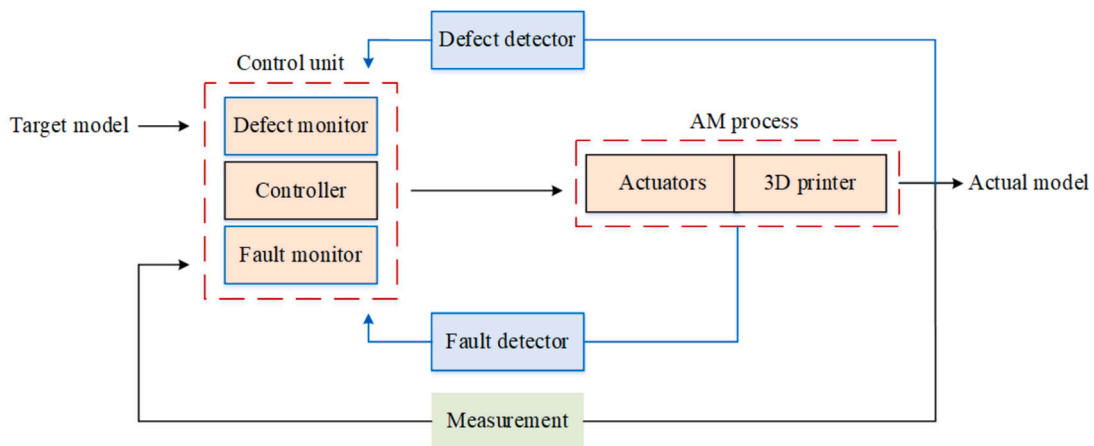 Defect detector
Control unit
Target model
Defect monitor
Controller
Fault monitor
AM process
Actuators
3D printer
Actual model
Fault detector
Measurement